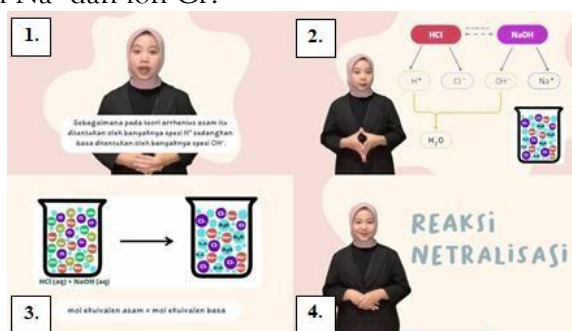 i Na⁺ dan ion Cl⁻.
1.
Sebagaimana pada teori arrhenius asam itu
ditentukan oleh banyaknya spesi H⁺ sedangkan
basa ditentukan oleh banyaknya spesi OH⁻.
2.
HCl
NaOH
H⁺
Cl⁻
OH⁻
Na⁺
H₂O
HCl (aq) + NaOH (aq)
3.
mol ekuivalen asam = mol ekuivalen basa
REAKSI
NETRALISASI
4.